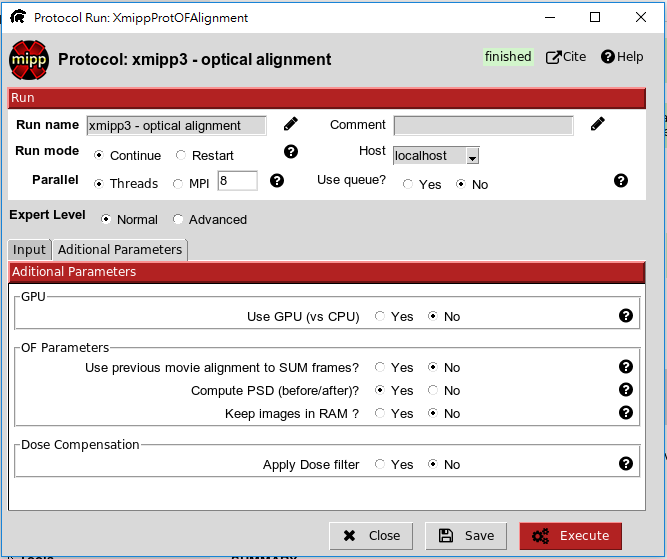 Protocol Run: XmippProtOFAlignment
mipp
Protocol: xmipp3 - optical alignment
finished
Cite
Help
Run
Run name xmipp3 - optical alignment
Comment
Run mode Continue Restart
Host localhost
Parallel Threads MPI 8
Use queue? Yes No
Expert Level Normal Advanced
Input Aditional Parameters
Aditional Parameters
GPU
Use GPU (vs CPU) Yes No
OF Parameters
Use previous movie alignment to SUM frames? Yes No
Compute PSD (before/after)? Yes No
Keep images in RAM ? Yes No
Dose Compensation
Apply Dose filter Yes No
Close Save Execute